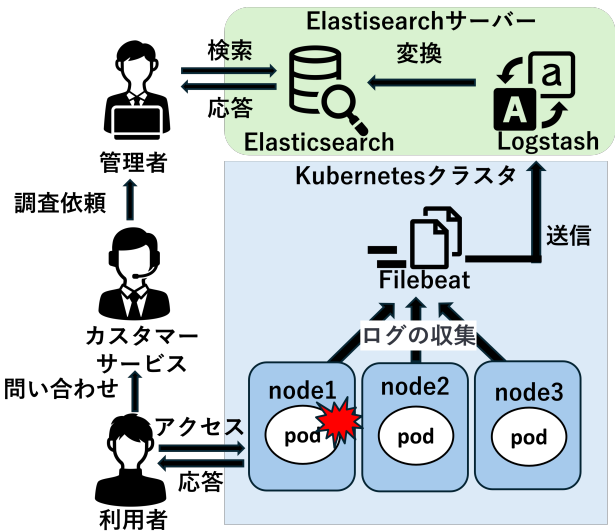 Elastisearchサーバー
検索
応答
変換
Elasticsearch
Logstash
管理者
Kubernetesクラスタ
調査依頼
送信
Filebeat
カスタマー
サービス
ログの収集
問い合わせ
node1
node2
node3
pod
pod
pod
アクセス
応答
利用者